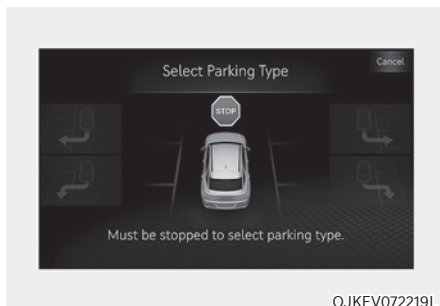 Select Parking Type
Cancel
STOP
Must be stopped to select parking type.
OJKEV072219L